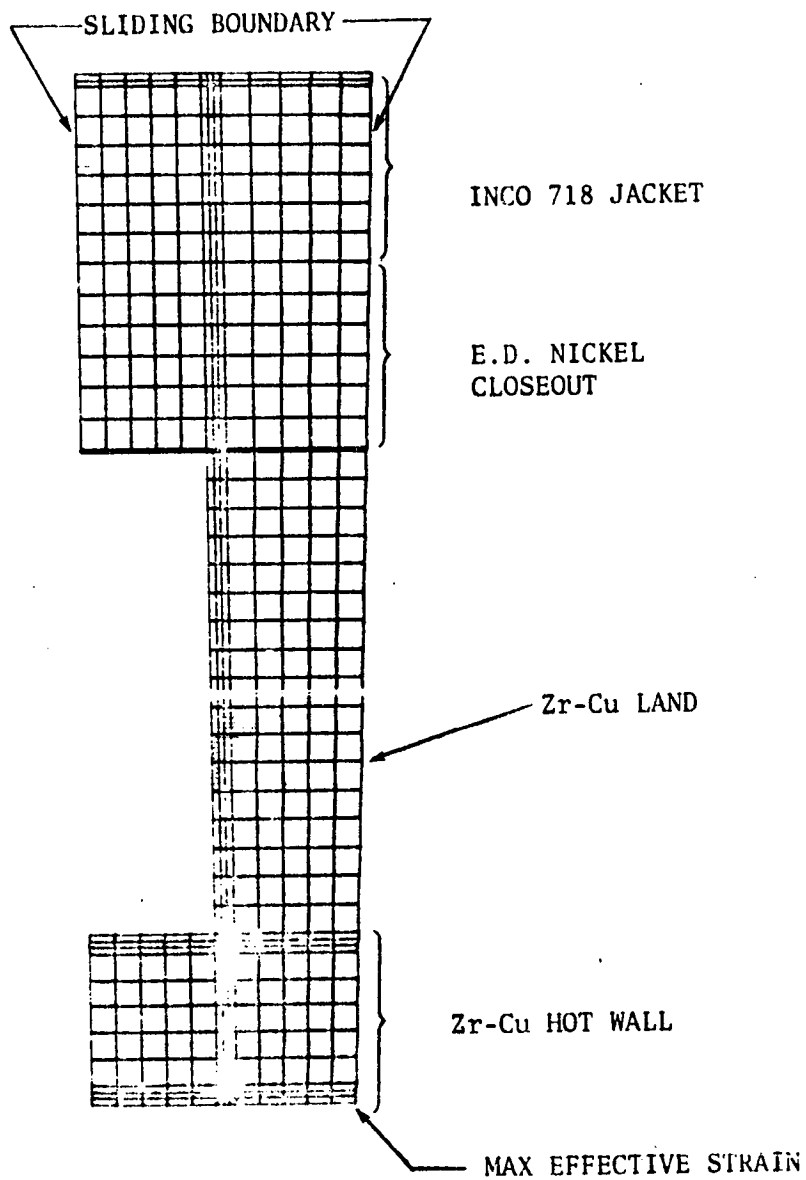 SLIDING BOUNDARY
INCO 718 JACKET
E.D. NICKEL
CLOSEOUT
Zr-Cu LAND
Zr-Cu HOT WALL
MAX EFFECTIVE STRAIN